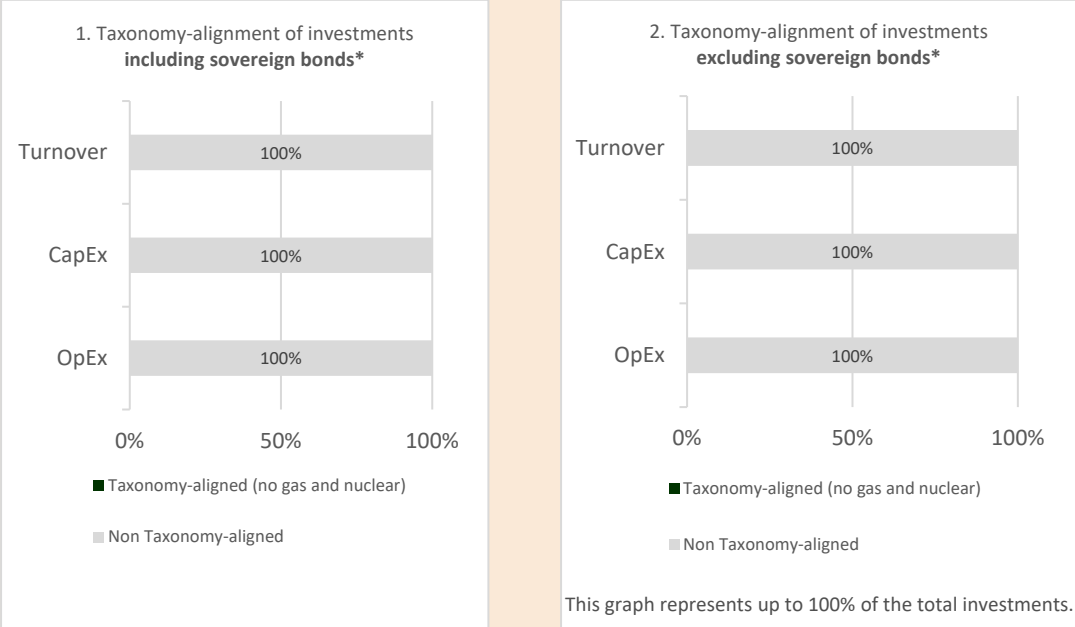 1. Taxonomy-alignment of investments
including sovereign bonds*
Turnover
100%
CapEx
100%
OpEx
100%
0%
50%
100%
Taxonomy-aligned (no gas and nuclear)
Non Taxonomy-aligned
2. Taxonomy-alignment of investments
excluding sovereign bonds*
Turnover
100%
CapEx
100%
OpEx
100%
0%
50%
100%
Taxonomy-aligned (no gas and nuclear)
Non Taxonomy-aligned
This graph represents up to 100% of the total investments.